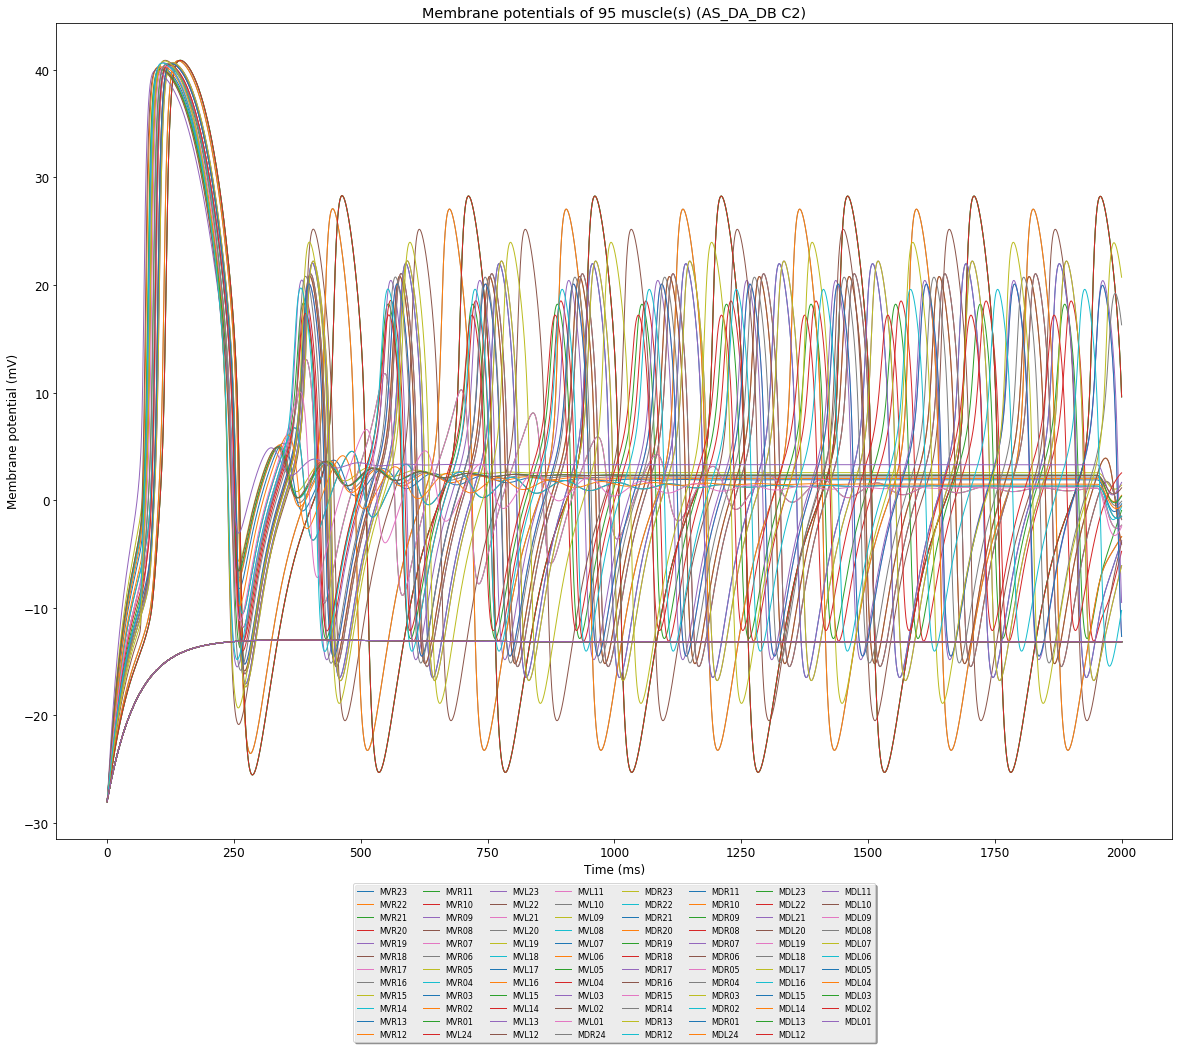 Membrane potentials of 95 muscle(s) (AS_DA_DB C2)
40
30
20
10
0
−10
−20
−30
Membrane potential (mV)
0 250 500 750 1000 1250 1500 1750 2000
Time (ms)
MVR23 MVR11 MVL23 MVL11 MDR23 MDR11 MDL23 MDL11
MVR22 MVR10 MVL22 MVL10 MDR22 MDR10 MDL22 MDL10
MVR21 MVR09 MVL21 MVL09 MDR21 MDR09 MDL21 MDL09
MVR20 MVR08 MVL20 MVL08 MDR20 MDR08 MDL20 MDL08
MVR19 MVR07 MVL19 MVL07 MDR19 MDR07 MDL19 MDL07
MVR18 MVR06 MVL18 MVL06 MDR18 MDR06 MDL18 MDL06
MVR17 MVR05 MVL17 MVL05 MDR17 MDR05 MDL17 MDL05
MVR16 MVR04 MVL16 MVL04 MDR16 MDR04 MDL16 MDL04
MVR15 MVR03 MVL15 MVL03 MDR15 MDR03 MDL15 MDL03
MVR14 MVR02 MVL14 MVL02 MDR14 MDR02 MDL14 MDL02
MVR13 MVR01 MVL13 MVL01 MDR13 MDR01 MDL13 MDL01
MVR12 MVL24 MVL12 MDR24 MDR12 MDL24 MDL12